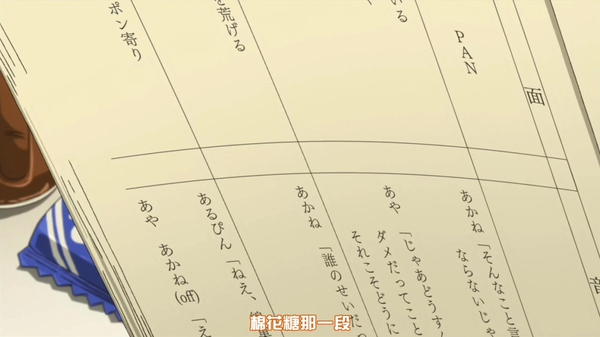 面
PAN
る
を荒げる
ポン寄り
あかね「そんなこと言
ならないじゃ
あや「じゃあどうす
ダメだってこと
それこそどうに
あかね「誰のせいだ
あるぴん「ねえ、
あや　あかね(off)「え
棉花糖那一段